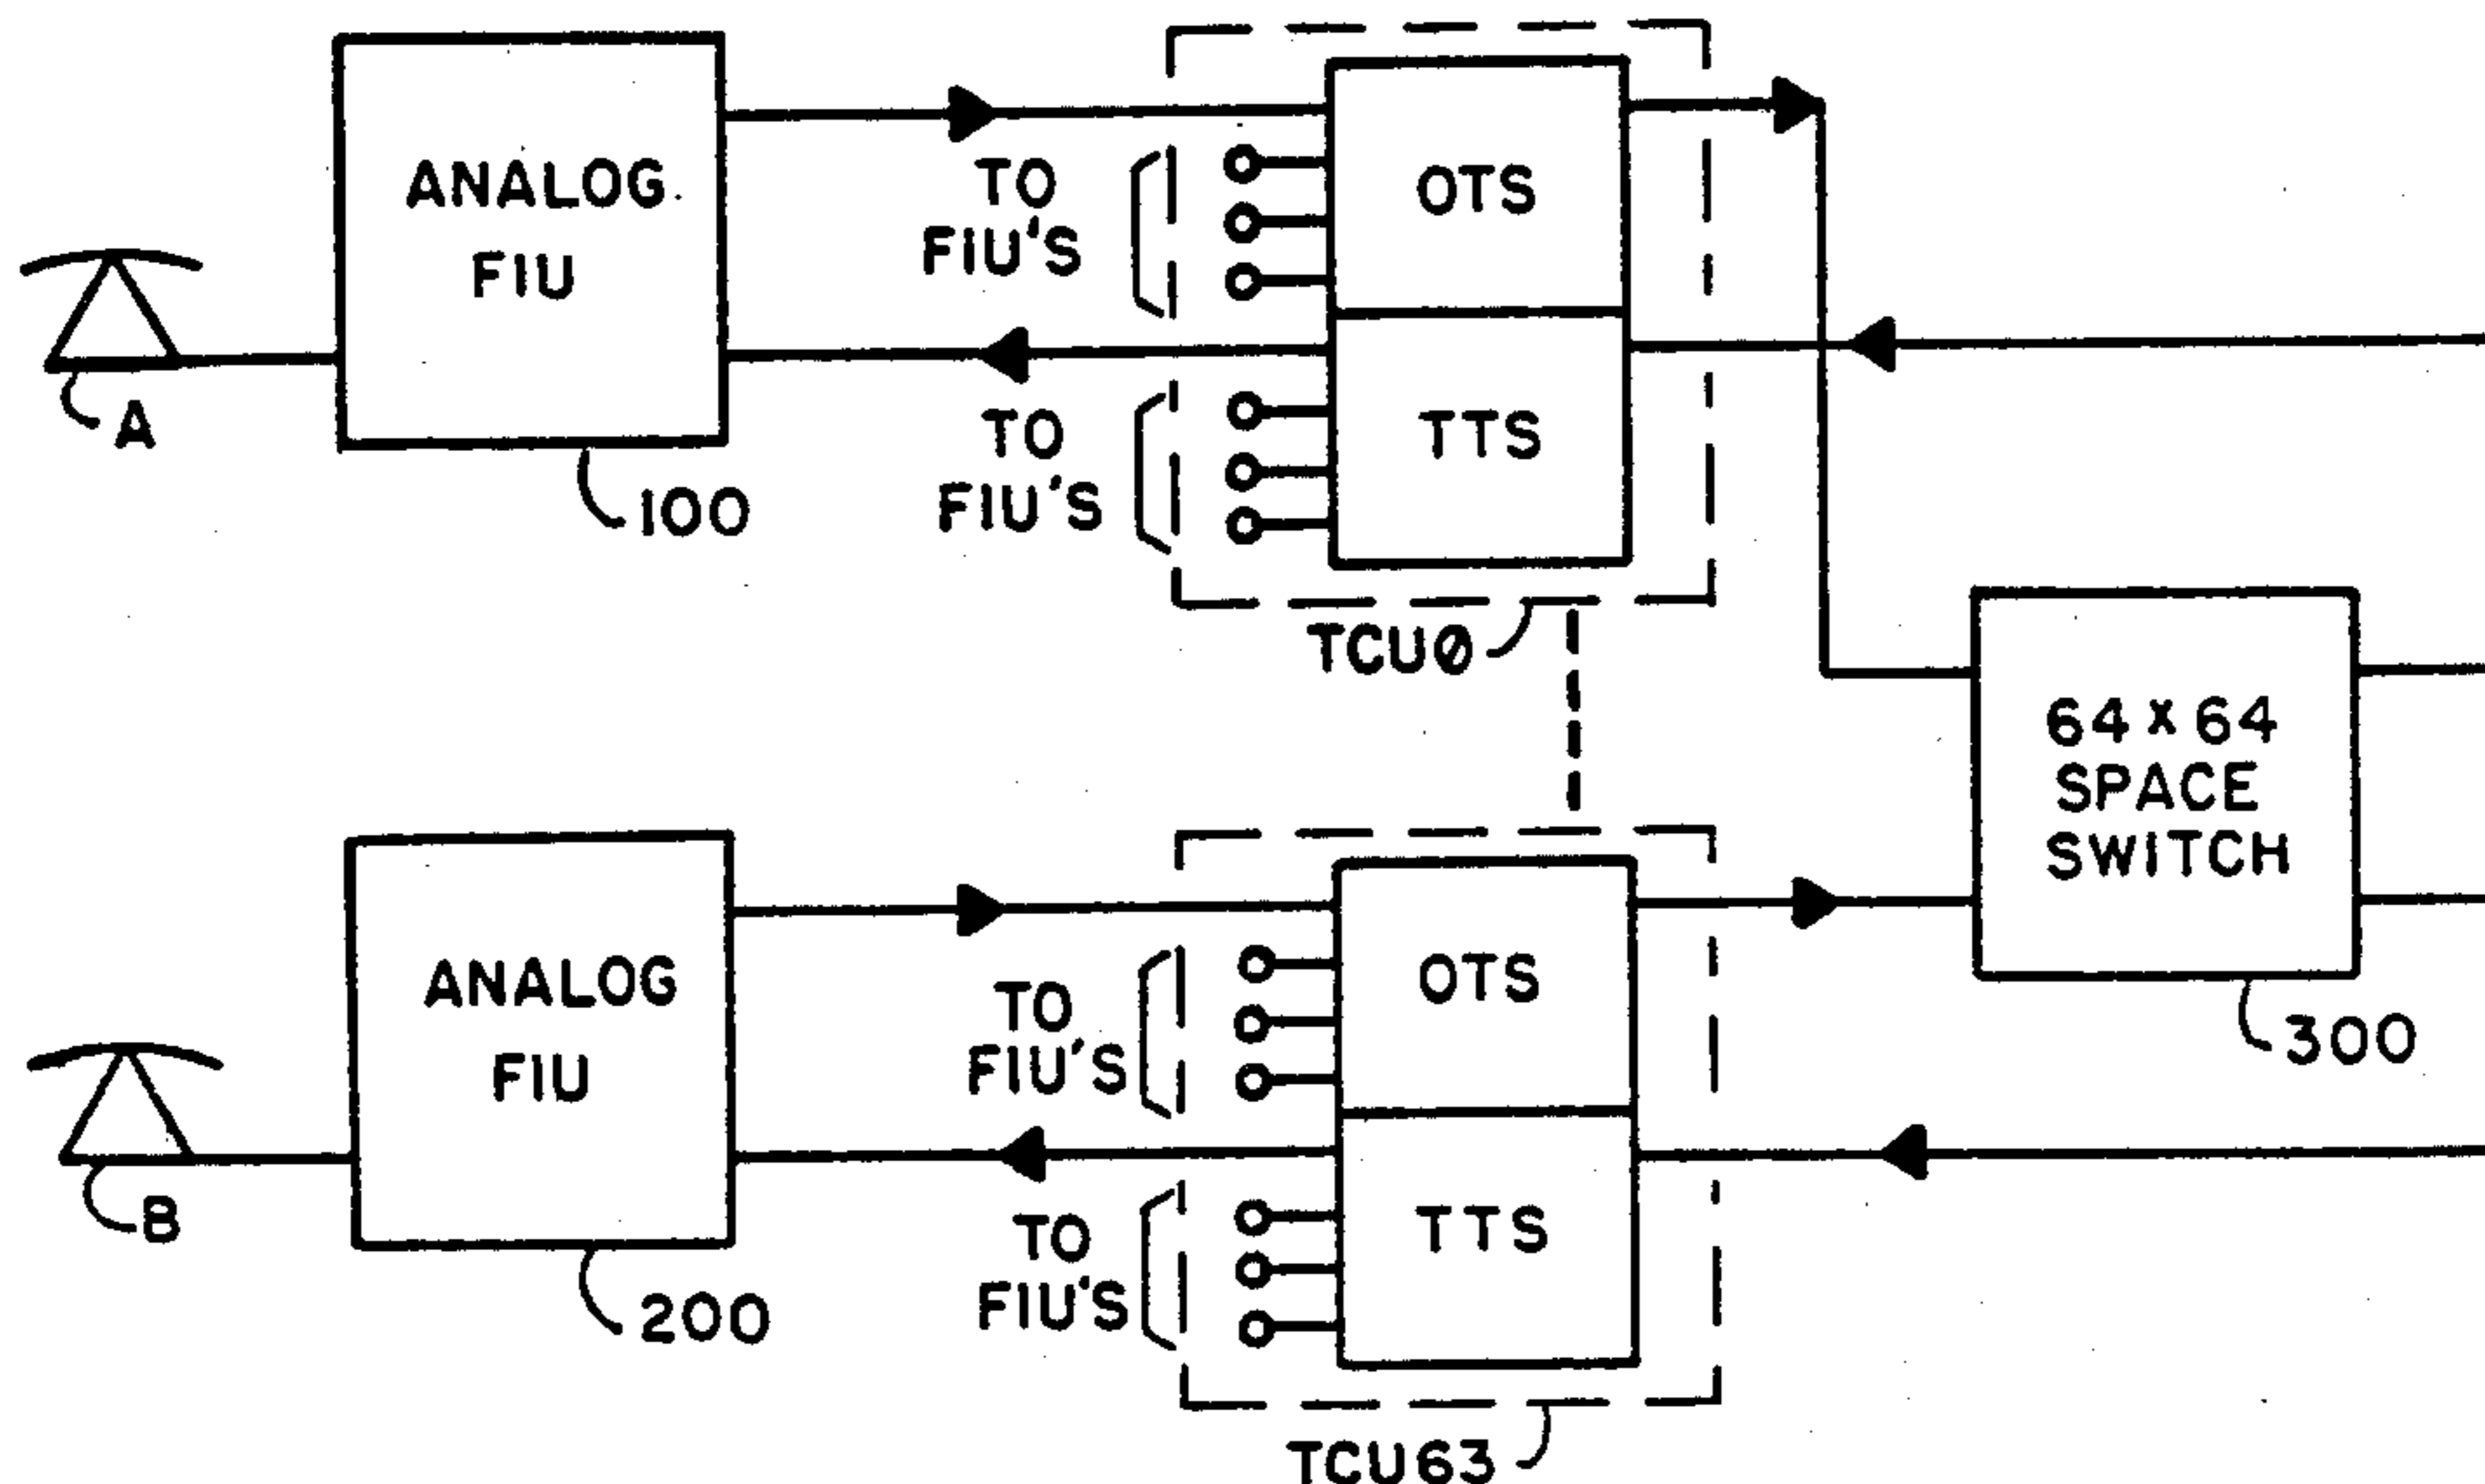 ANALOG
FIU
A
100
TO
FIU'S
TO
FIU'S
OTS
TTS
TCU0
64 x 64
SPACE
SWITCH
300
ANALOG
FIU
B
200
TO
FIU'S
TO
FIU'S
OTS
TTS
TCU63